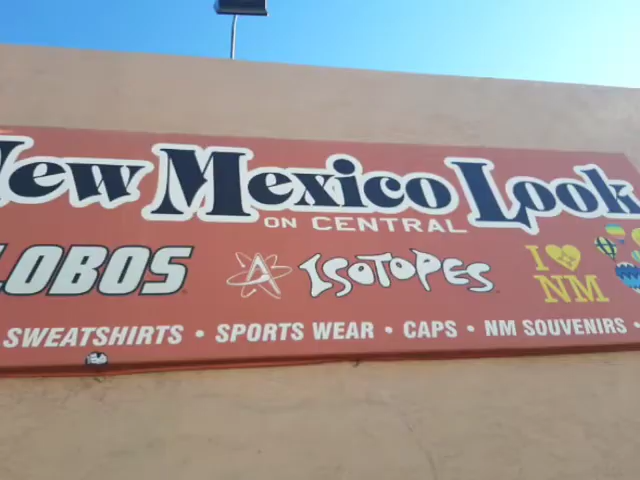 New Mexico Look
ON CENTRAL
LOBOS
A ISOTOPES
I NM
SWEATSHIRTS • SPORTS WEAR • CAPS • NM SOUVENIRS •